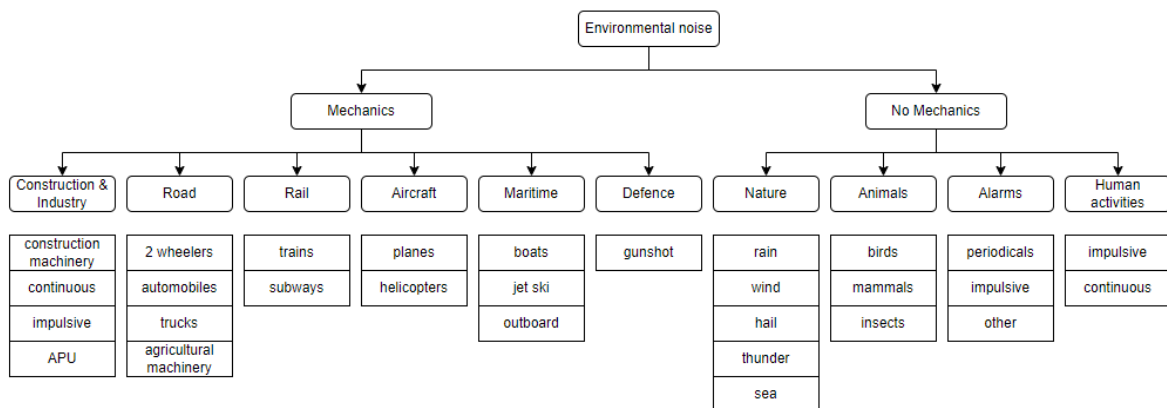 Environmental noise
Mechanics
No Mechanics
Construction &
Industry
Road
Rail
Aircraft
Maritime
Defence
Nature
Animals
Alarms
Human
activities
construction
machinery
continuous
impulsive
APU
2 wheelers
automobiles
trucks
agricultural
machinery
trains
subways
planes
helicopters
boats
jet ski
outboard
gunshot
rain
wind
hail
thunder
sea
birds
mammals
insects
periodicals
impulsive
other
impulsive
continuous